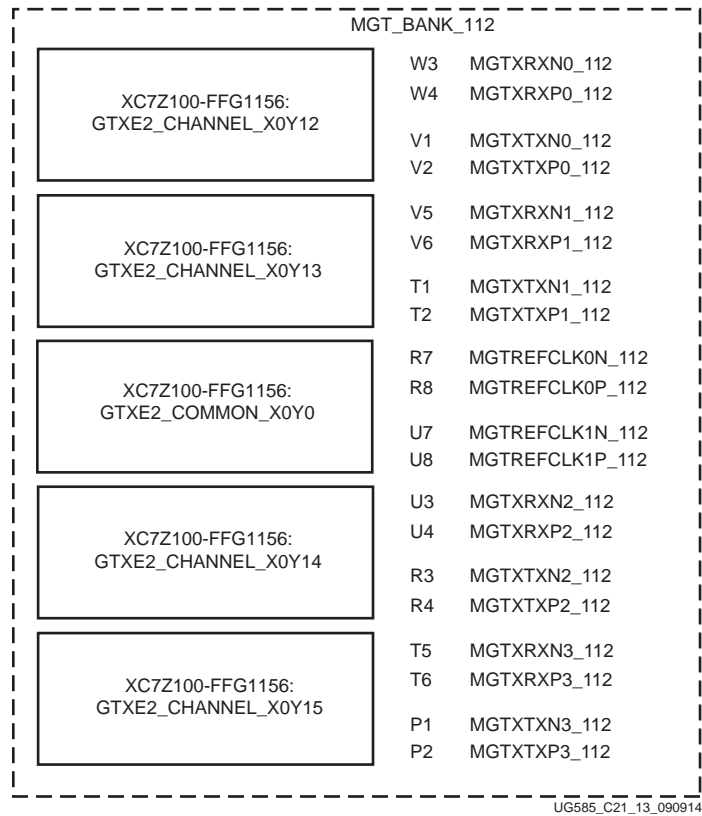 MGT_BANK_112
XC7Z100-FFG1156:
GTXE2_CHANNEL_X0Y12
W3 MGTXRXN0_112
W4 MGTXRXP0_112
V1 MGTXTXN0_112
V2 MGTXTXP0_112
XC7Z100-FFG1156:
GTXE2_CHANNEL_X0Y13
V5 MGTXRXN1_112
V6 MGTXRXP1_112
T1 MGTXTXN1_112
T2 MGTXTXP1_112
XC7Z100-FFG1156:
GTXE2_COMMON_X0Y0
R7 MGTREFCLK0N_112
R8 MGTREFCLK0P_112
U7 MGTREFCLK1N_112
U8 MGTREFCLK1P_112
XC7Z100-FFG1156:
GTXE2_CHANNEL_X0Y14
U3 MGTXRXN2_112
U4 MGTXRXP2_112
R3 MGTXTXN2_112
R4 MGTXTXP2_112
XC7Z100-FFG1156:
GTXE2_CHANNEL_X0Y15
T5 MGTXRXN3_112
T6 MGTXRXP3_112
P1 MGTXTXN3_112
P2 MGTXTXP3_112
UG585_C21_13_090914